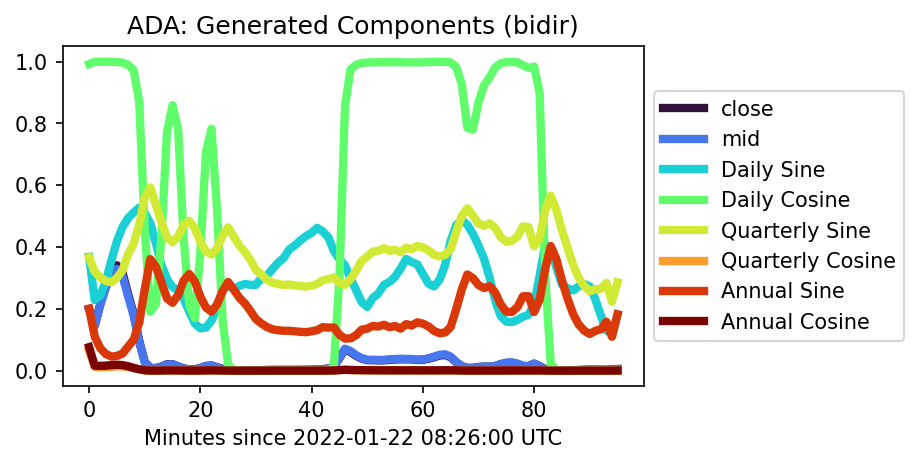 ADA: Generated Components (bidir)
1.0
0.8
0.6
0.4
0.2
0.0
0 20 40 60 80
Minutes since 2022-01-22 08:26:00 UTC
close
mid
Daily Sine
Daily Cosine
Quarterly Sine
Quarterly Cosine
Annual Sine
Annual Cosine